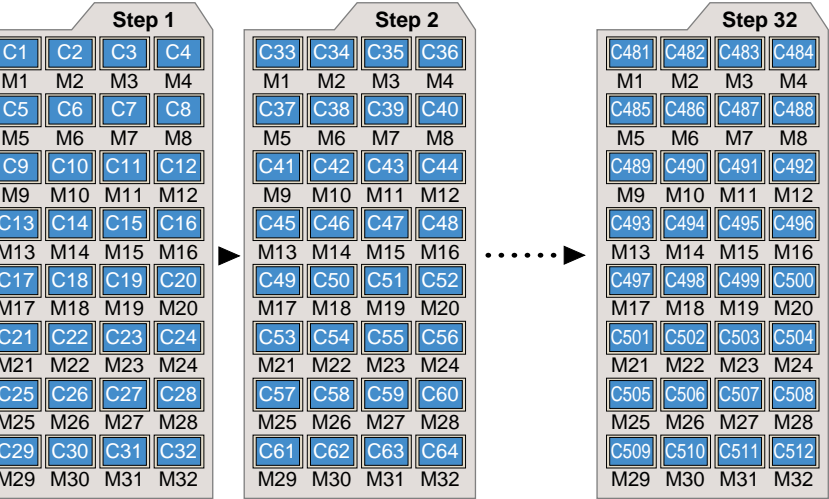 Step 1
C1 C2 C3 C4
M1 M2 M3 M4
C5 C6 C7 C8
M5 M6 M7 M8
C9 C10 C11 C12
M9 M10 M11 M12
C13 C14 C15 C16
M13 M14 M15 M16
C17 C18 C19 C20
M17 M18 M19 M20
C21 C22 C23 C24
M21 M22 M23 M24
C25 C26 C27 C28
M25 M26 M27 M28
C29 C30 C31 C32
M29 M30 M31 M32
Step 2
C33 C34 C35 C36
M1 M2 M3 M4
C37 C38 C39 C40
M5 M6 M7 M8
C41 C42 C43 C44
M9 M10 M11 M12
C45 C46 C47 C48
M13 M14 M15 M16
C49 C50 C51 C52
M17 M18 M19 M20
C53 C54 C55 C56
M21 M22 M23 M24
C57 C58 C59 C60
M25 M26 M27 M28
C61 C62 C63 C64
M29 M30 M31 M32
Step 32
C481 C482 C483 C484
M1 M2 M3 M4
C485 C486 C487 C488
M5 M6 M7 M8
C489 C490 C491 C492
M9 M10 M11 M12
C493 C494 C495 C496
M13 M14 M15 M16
C497 C498 C499 C500
M17 M18 M19 M20
C501 C502 C503 C504
M21 M22 M23 M24
C505 C506 C507 C508
M25 M26 M27 M28
C509 C510 C511 C512
M29 M30 M31 M32